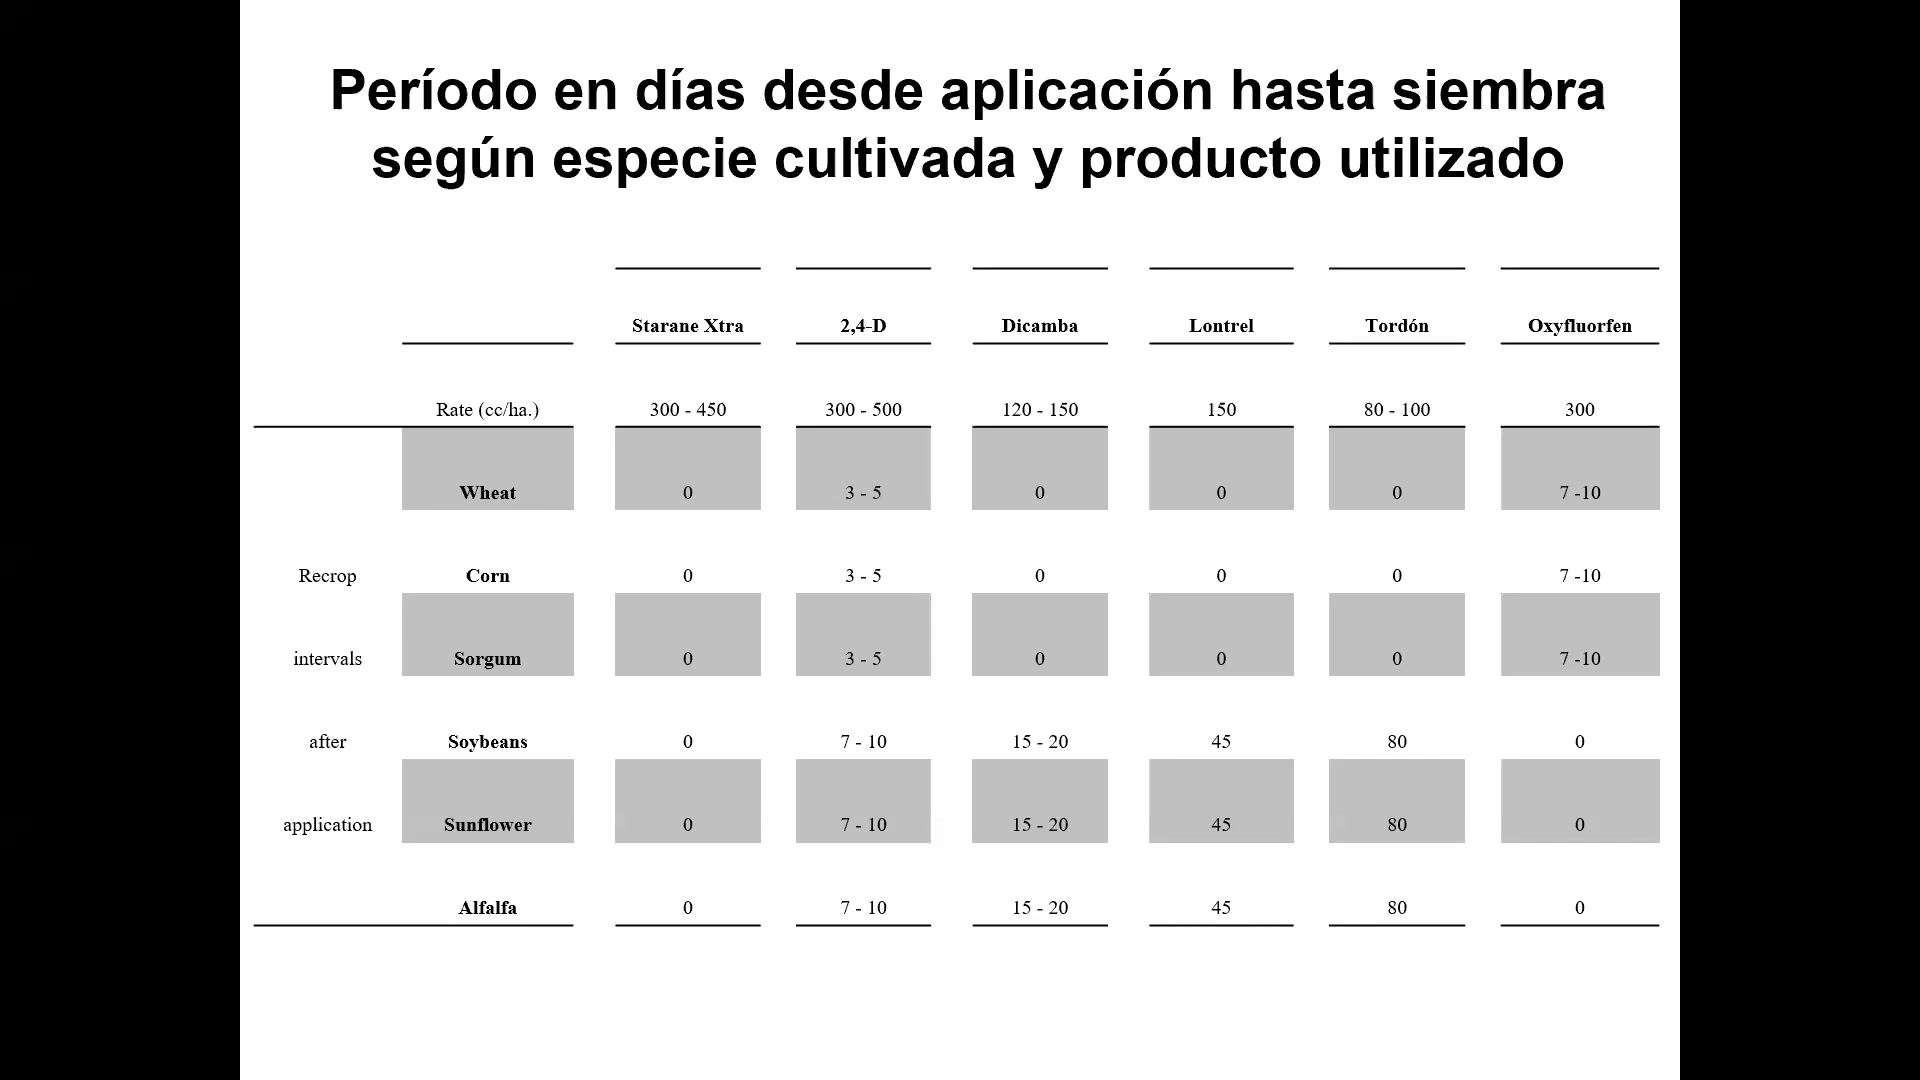 Período en días desde aplicación hasta siembra
según especie cultivada y producto utilizado
Starane Xtra 2,4-D Dicamba Lontrel Tordón Oxyfluorfen
Rate (cc/ha.) 300 - 450 300 - 500 120 - 150 150 80 - 100 300
Wheat 0 3 - 5 0 0 0 7 -10
Recrop Corn 0 3 - 5 0 0 0 7 -10
intervals Sorgum 0 3 - 5 0 0 0 7 -10
after Soybeans 0 7 - 10 15 - 20 45 80 0
application Sunflower 0 7 - 10 15 - 20 45 80 0
Alfalfa 0 7 - 10 15 - 20 45 80 0